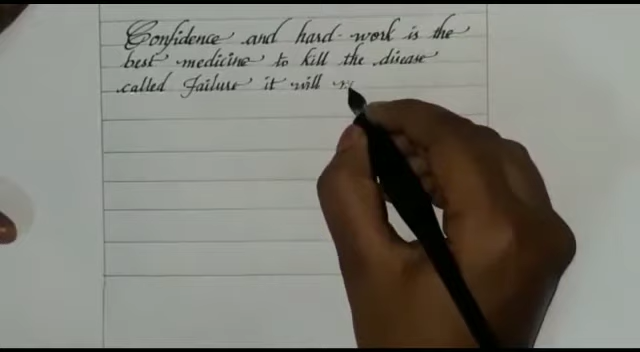 Confidence and hard-work is the
best medicine to kill the disease
called Failure it will